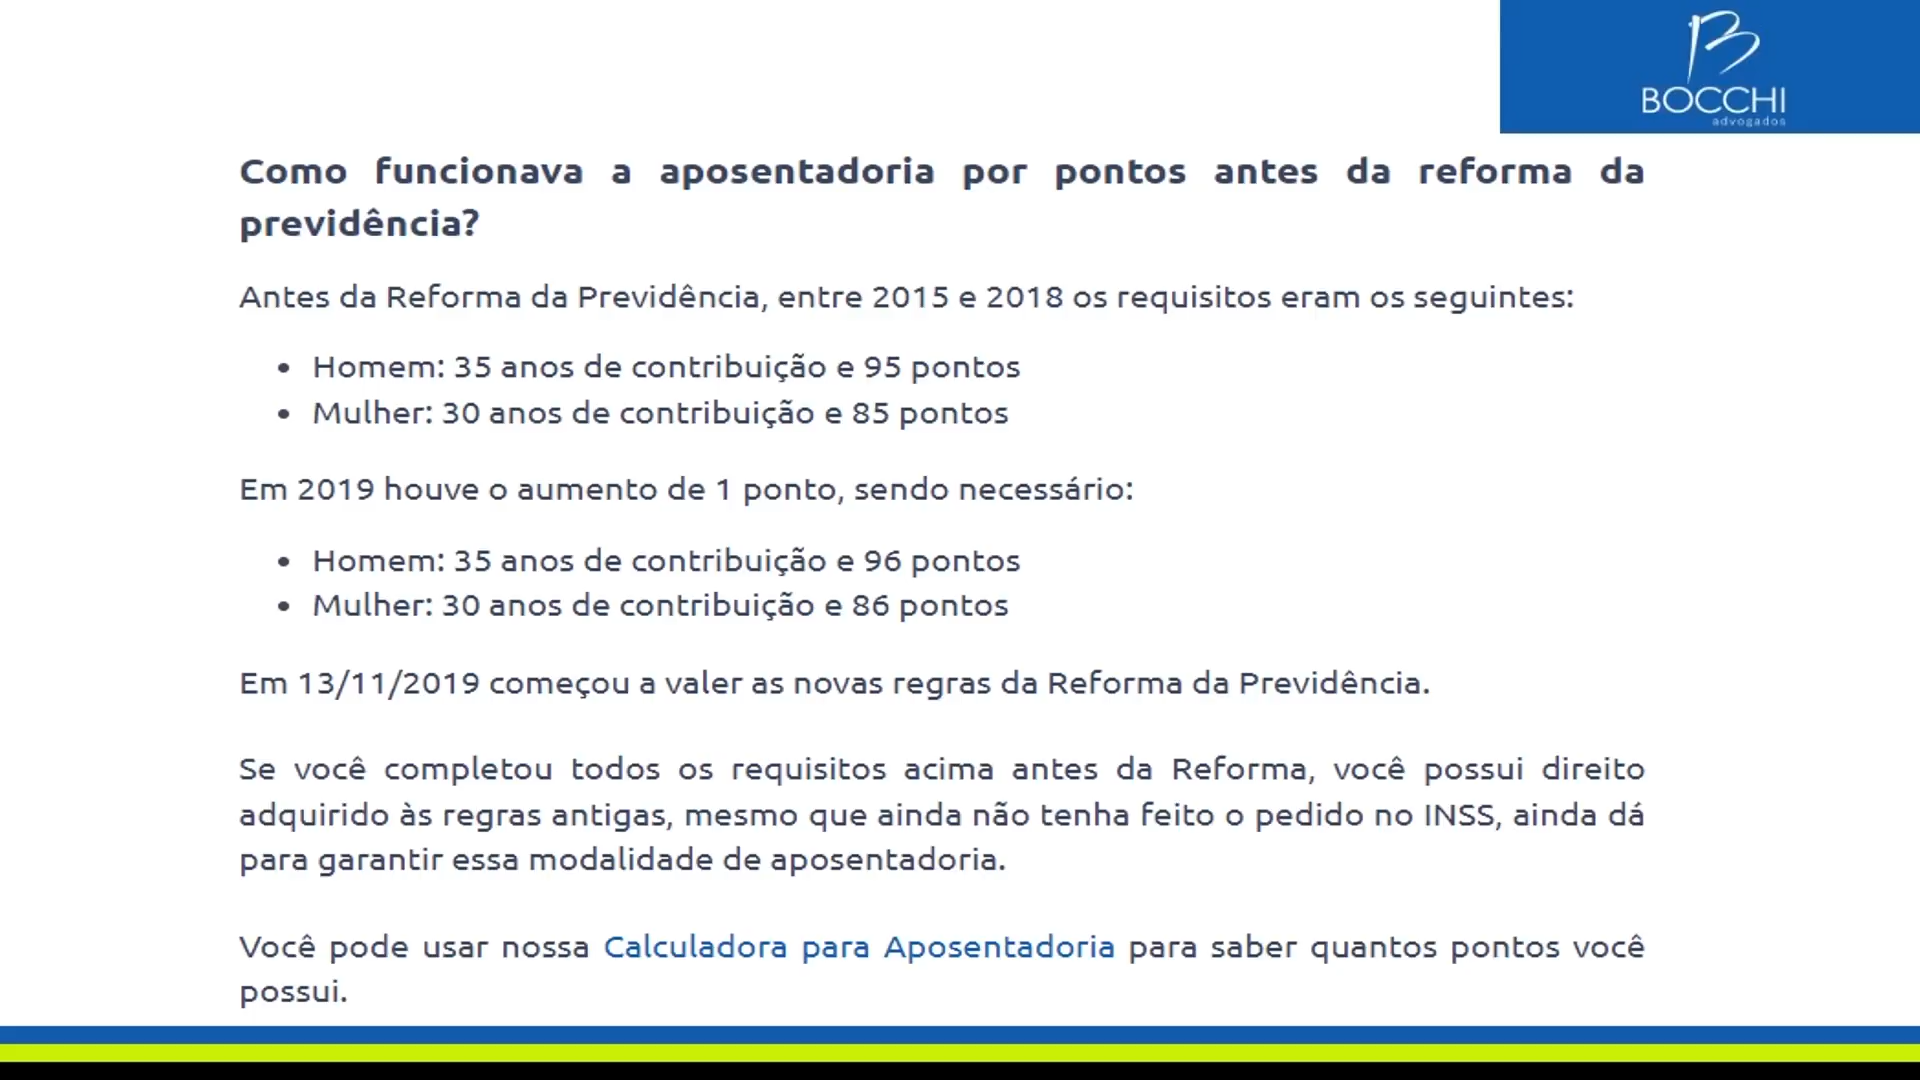 BOCCHI
advogados
Como funcionava a aposentadoria por pontos antes da reforma da
previdência?
Antes da Reforma da Previdência, entre 2015 e 2018 os requisitos eram os seguintes:
• Homem: 35 anos de contribuição e 95 pontos
• Mulher: 30 anos de contribuição e 85 pontos
Em 2019 houve o aumento de 1 ponto, sendo necessário:
• Homem: 35 anos de contribuição e 96 pontos
• Mulher: 30 anos de contribuição e 86 pontos
Em 13/11/2019 começou a valer as novas regras da Reforma da Previdência.
Se você completou todos os requisitos acima antes da Reforma, você possui direito
adquirido às regras antigas, mesmo que ainda não tenha feito o pedido no INSS, ainda dá
para garantir essa modalidade de aposentadoria.
Você pode usar nossa Calculadora para Aposentadoria para saber quantos pontos você
possui.